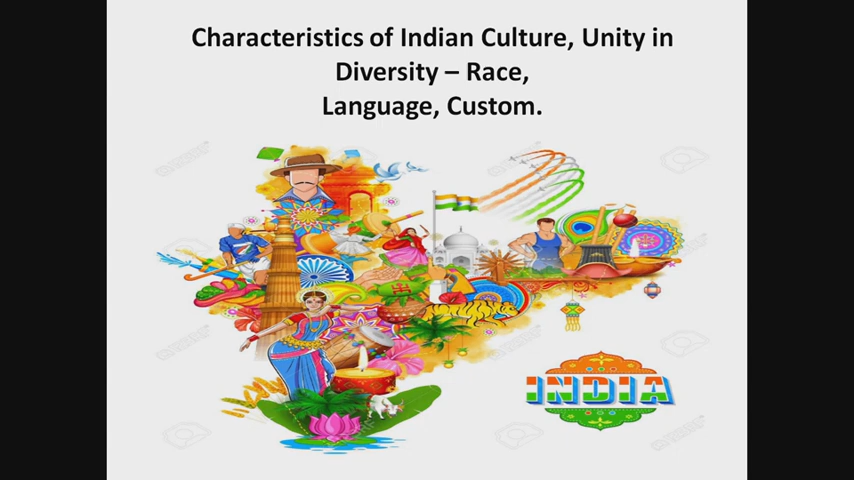 Characteristics of Indian Culture, Unity in
Diversity – Race,
Language, Custom.
INDIA